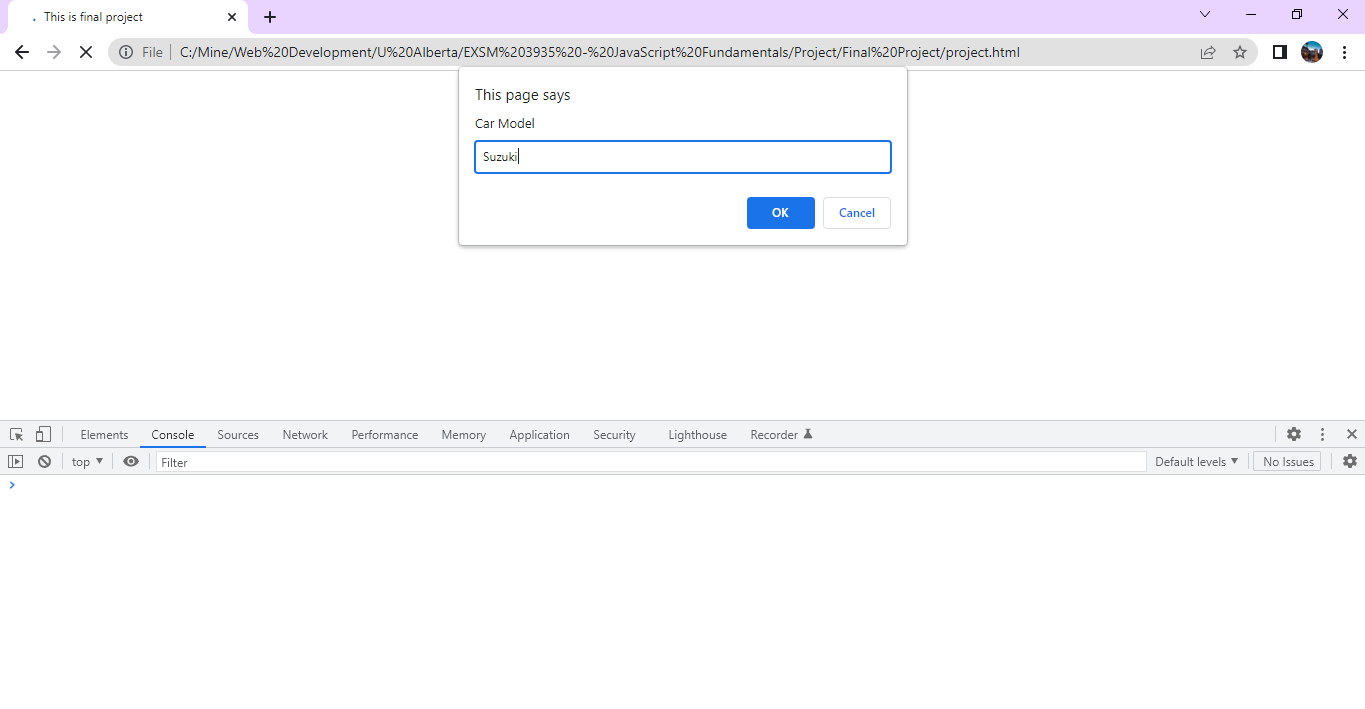 This is final project
File C:/Mine/Web%20Development/U%20Alberta/EXSM%203935%20-%20JavaScript%20Fundamentals/Project/Final%20Project/project.html
This page says
Car Model
Suzuki
OK Cancel
Elements Console Sources Network Performance Memory Application Security Lighthouse Recorder
top Filter Default levels No Issues